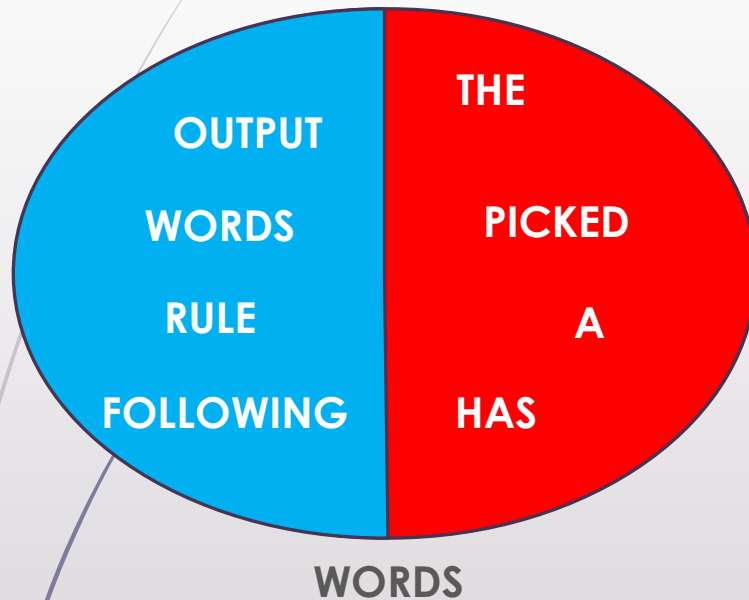 OUTPUT
WORDS
RULE
FOLLOWING
THE
PICKED
A
HAS
WORDS